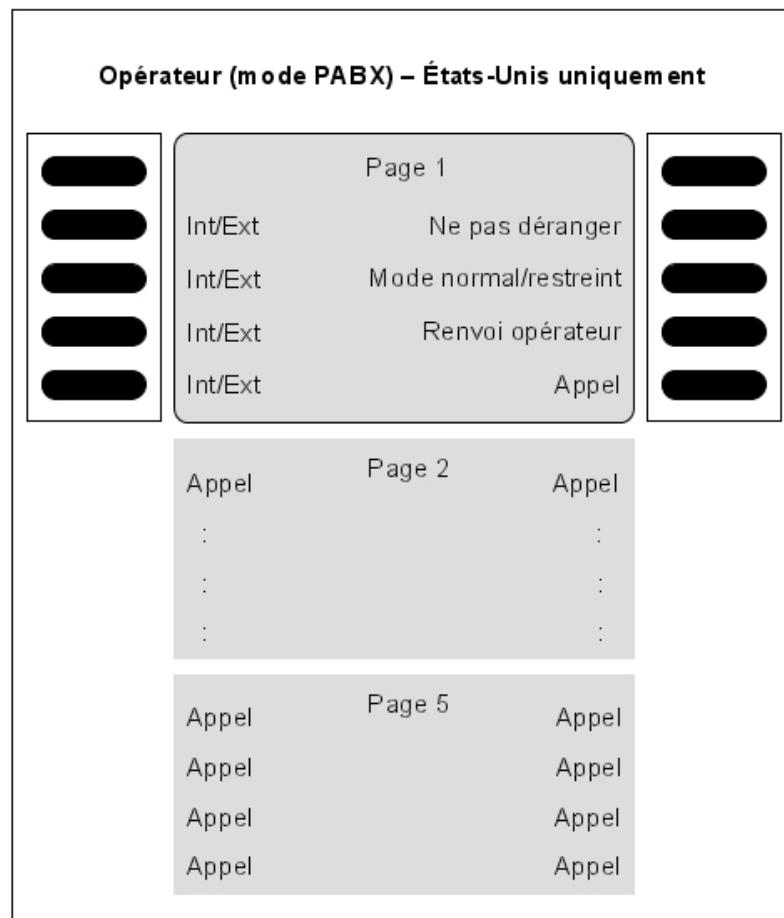 Opérateur (mode PABX) – États-Unis uniquement
Page 1
Int/Ext Ne pas déranger
Int/Ext Mode normal/restreint
Int/Ext Renvoi opérateur
Int/Ext Appel
Page 2
Appel Appel
: :
: :
: :
Page 5
Appel Appel
Appel Appel
Appel Appel
Appel Appel